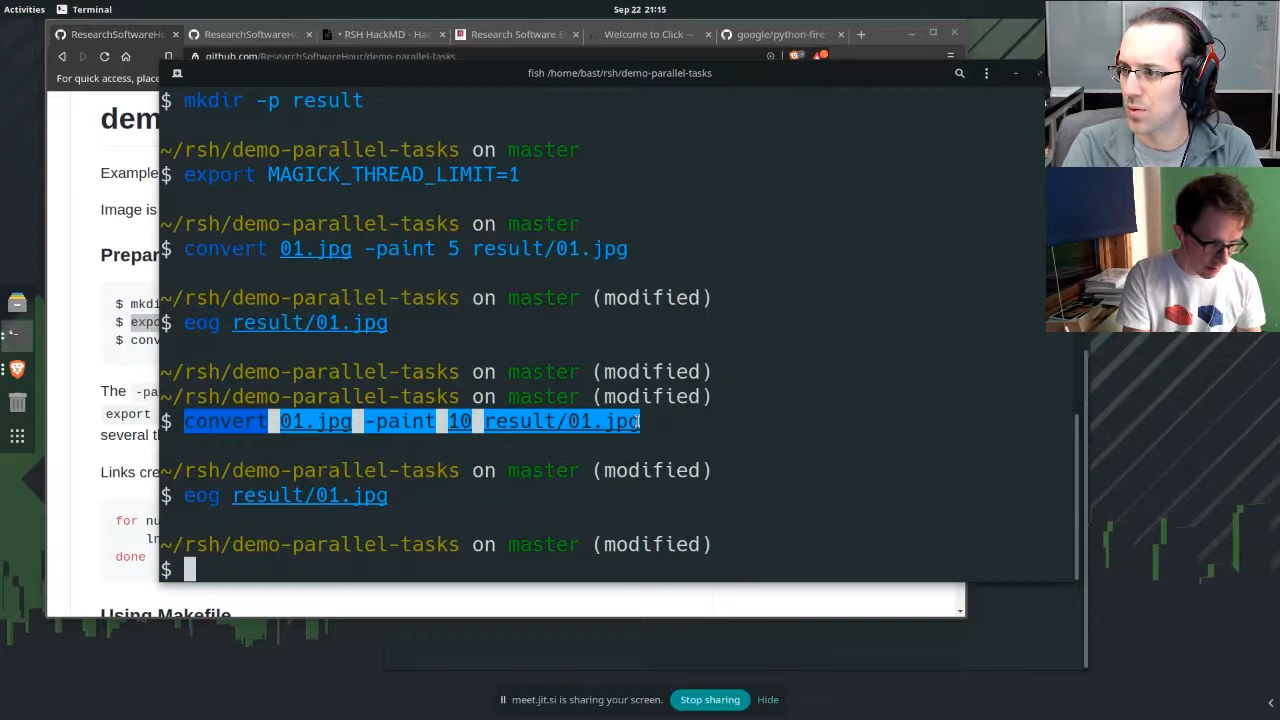 Activities Terminal Sep 22 21:15
ResearchSoftwareHo ResearchSoftwareH • RSH HackMD - Ha Research Software E Welcome to Click — google/python-fire:
github.com/ResearchSoftwareHour/demo-parallel-tasks
For quick access, place
fish /home/bast/rsh/demo-parallel-tasks
dem
Example
Image is
Prepar
$ mkdi
$ expo
$ conv
The -pa
export
several th
Links cre
for nu
ln
done
Using Makefile
$ mkdir -p result
~/rsh/demo-parallel-tasks on master
$ export MAGICK_THREAD_LIMIT=1
~/rsh/demo-parallel-tasks on master
$ convert 01.jpg -paint 5 result/01.jpg
~/rsh/demo-parallel-tasks on master (modified)
$ eog result/01.jpg
~/rsh/demo-parallel-tasks on master (modified)
~/rsh/demo-parallel-tasks on master (modified)
$ convert 01.jpg -paint 10 result/01.jpg
~/rsh/demo-parallel-tasks on master (modified)
$ eog result/01.jpg
~/rsh/demo-parallel-tasks on master (modified)
$
meet.jit.si is sharing your screen. Stop sharing Hide